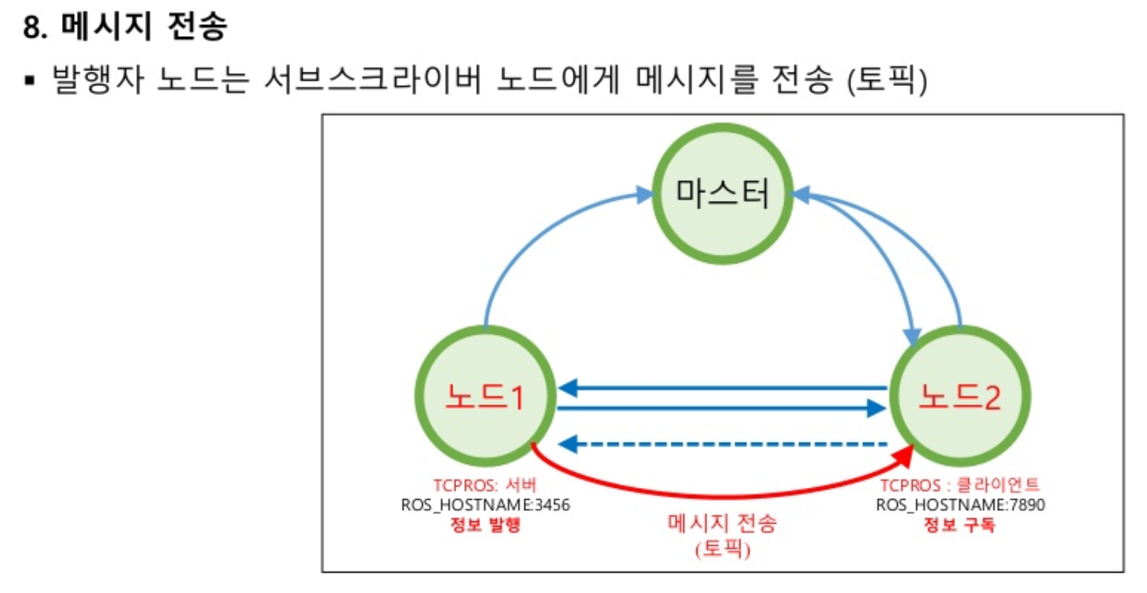 8. 메시지 전송
▪ 발행자 노드는 서브스크라이버 노드에게 메시지를 전송 (토픽)
마스터
노드1
노드2
TCPROS: 서버
ROS_HOSTNAME:3456
정보 발행
메시지 전송
(토픽)
TCPROS : 클라이언트
ROS_HOSTNAME:7890
정보 구독